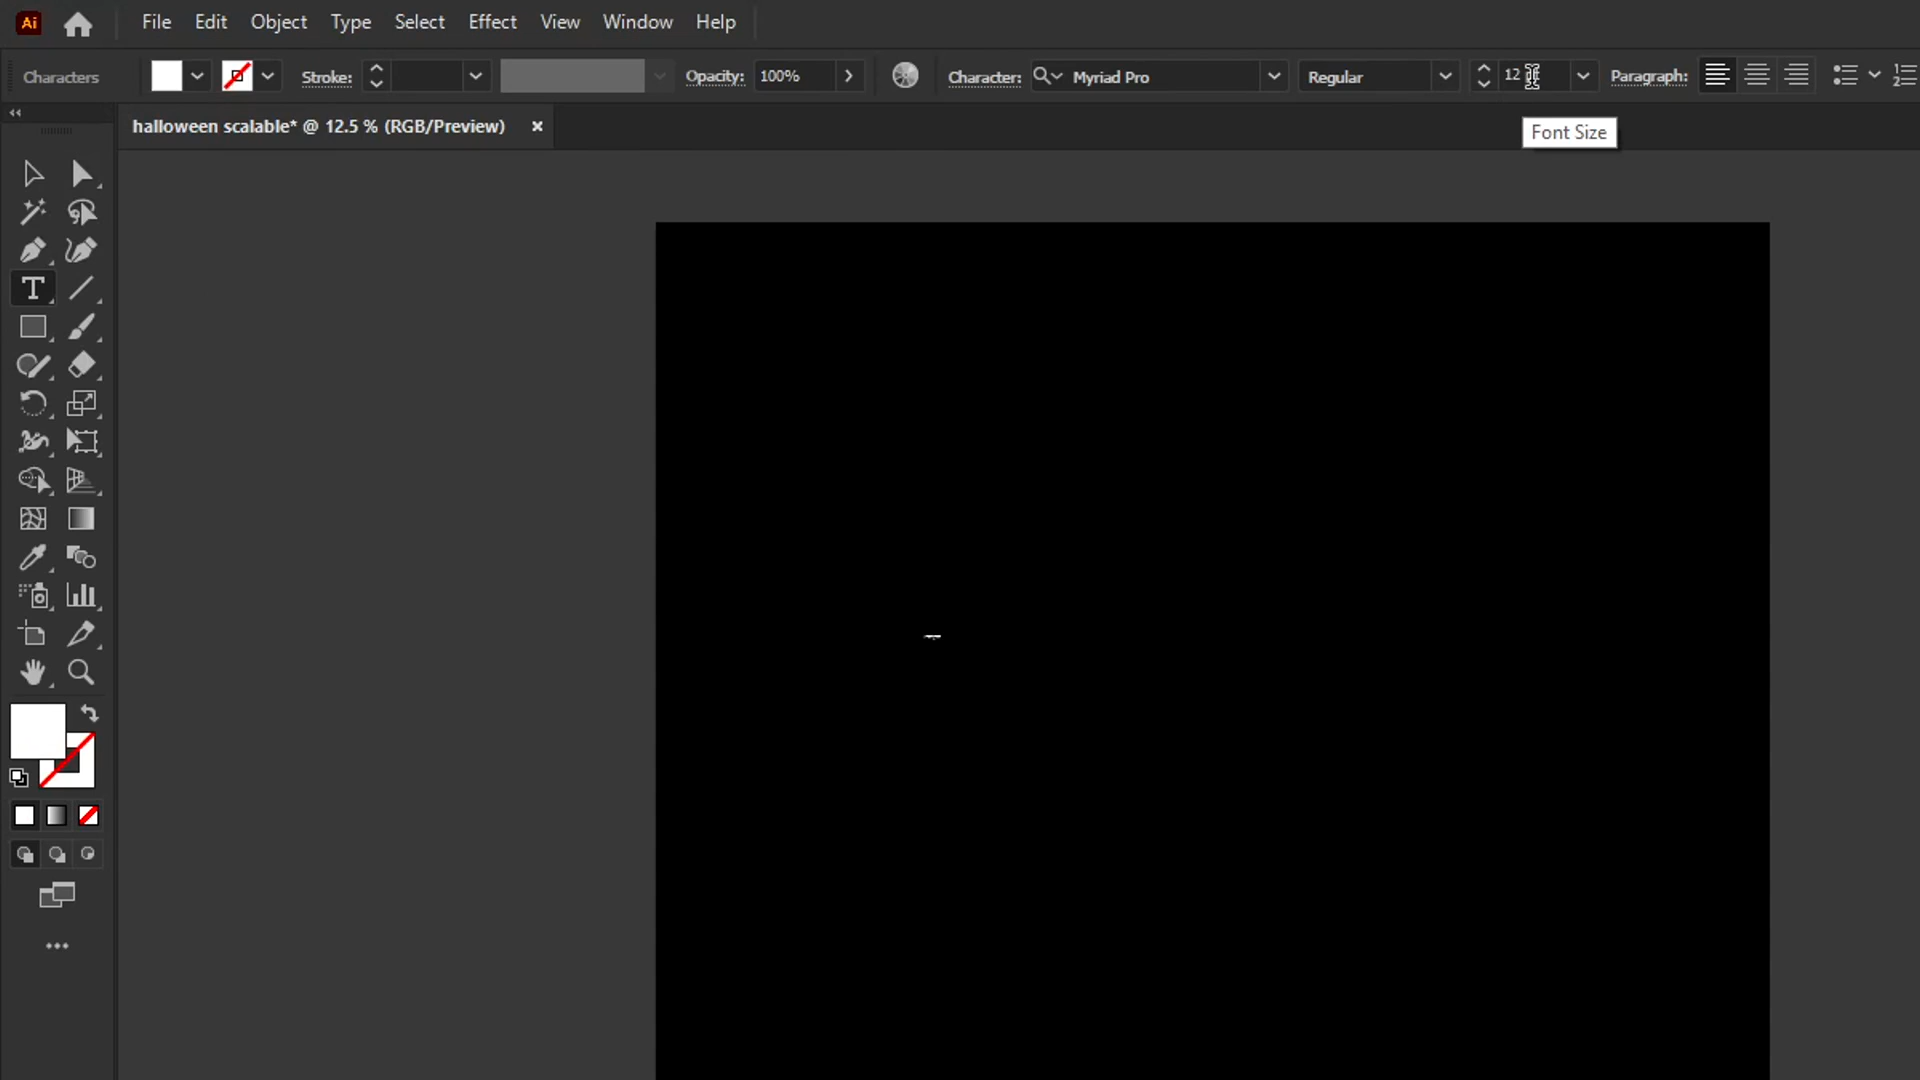 Ai File Edit Object Type Select Effect View Window Help
Characters Stroke: Opacity: 100% Character: Myriad Pro Regular 12 Paragraph:
halloween scalable* @ 12.5 % (RGB/Preview) ×
Font Size